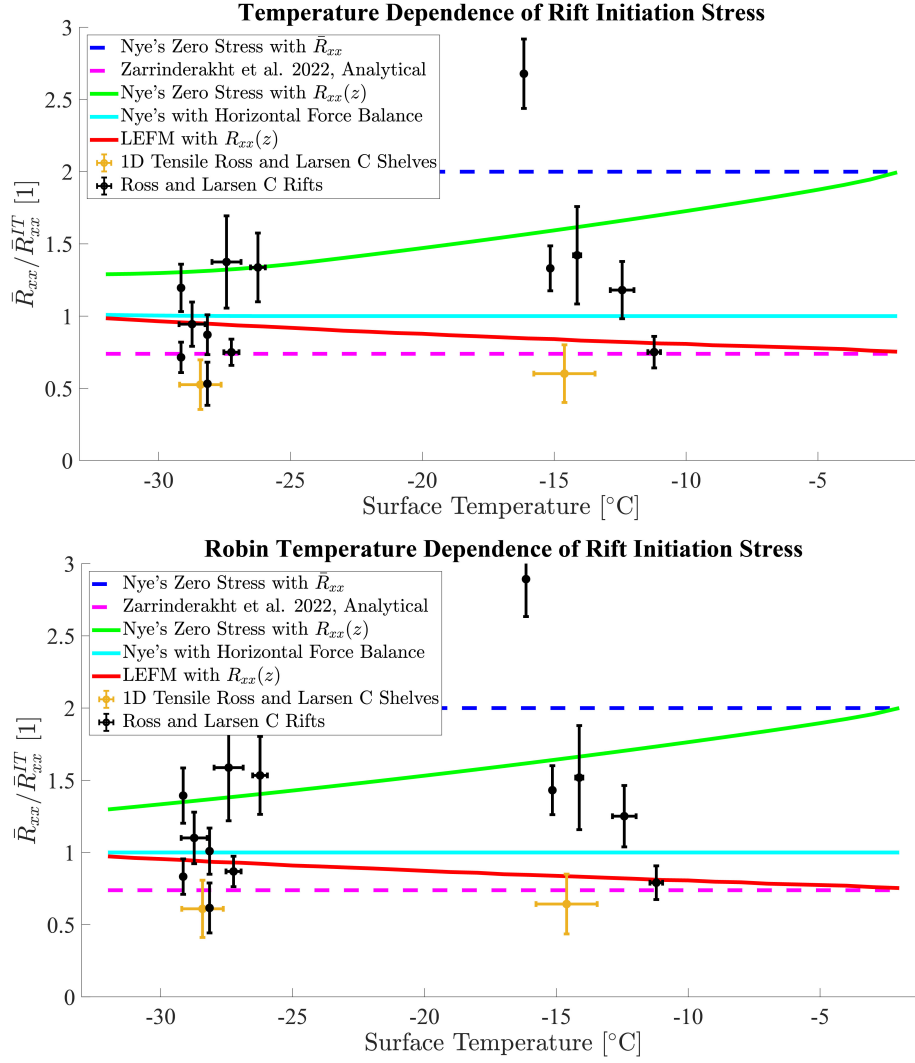 Temperature Dependence of Rift Initiation Stress
3
2.5
2
1.5
1
0.5
0
R̄xx/R̄xx^IT [1]
Nye's Zero Stress with R̄xx
Zarrinderakht et al. 2022, Analytical
Nye's Zero Stress with Rxx(z)
Nye's with Horizontal Force Balance
LEFM with Rxx(z)
1D Tensile Ross and Larsen C Shelves
Ross and Larsen C Rifts
-30 -25 -20 -15 -10 -5
Surface Temperature [°C]
Robin Temperature Dependence of Rift Initiation Stress
3
2.5
2
1.5
1
0.5
0
R̄xx/R̄xx^IT [1]
Nye's Zero Stress with R̄xx
Zarrinderakht et al. 2022, Analytical
Nye's Zero Stress with Rxx(z)
Nye's with Horizontal Force Balance
LEFM with Rxx(z)
1D Tensile Ross and Larsen C Shelves
Ross and Larsen C Rifts
-30 -25 -20 -15 -10 -5
Surface Temperature [°C]